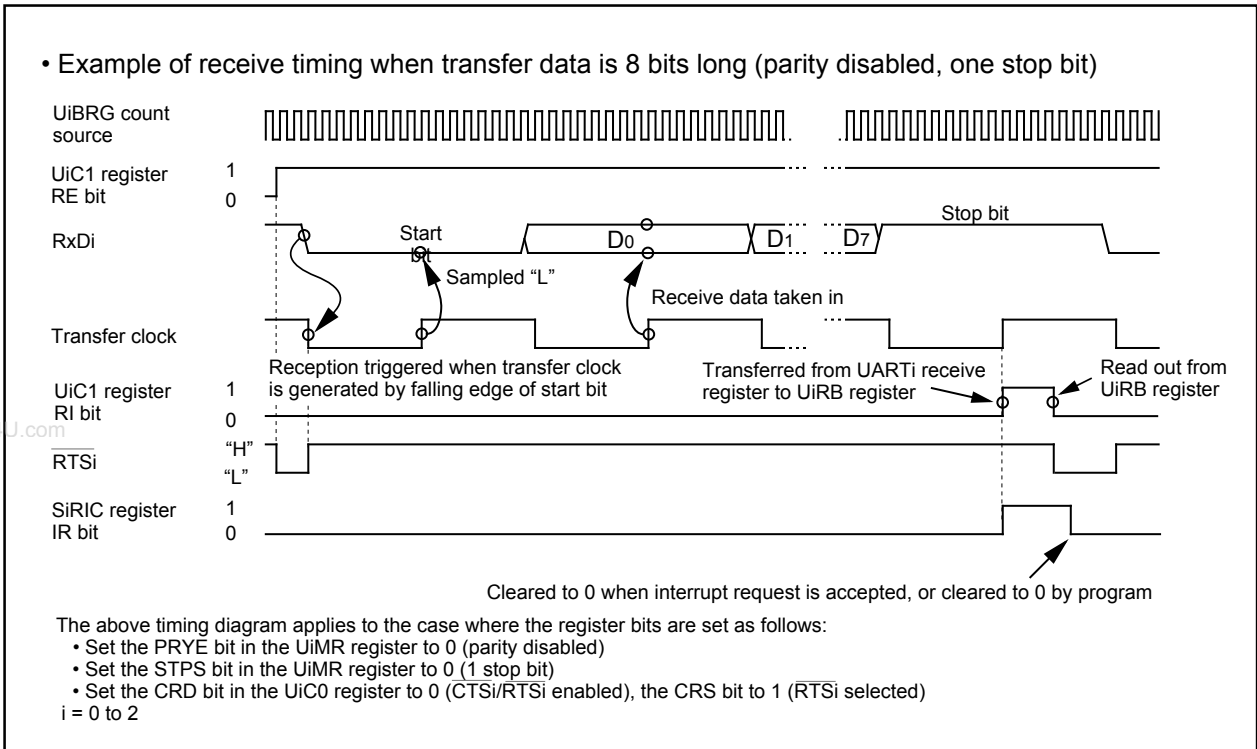 • Example of receive timing when transfer data is 8 bits long (parity disabled, one stop bit)
UiBRG count
source
UiC1 register
RE bit
1
0
RxDi
Start
bit
D0
D1
D7
Stop bit
Sampled “L”
Receive data taken in
Transfer clock
Reception triggered when transfer clock
is generated by falling edge of start bit
Transferred from UARTi receive
register to UiRB register
Read out from
UiRB register
UiC1 register
RI bit
1
0
U.com
RTSi
“H”
“L”
SiRIC register
IR bit
1
0
Cleared to 0 when interrupt request is accepted, or cleared to 0 by program
The above timing diagram applies to the case where the register bits are set as follows:
• Set the PRYE bit in the UiMR register to 0 (parity disabled)
• Set the STPS bit in the UiMR register to 0 (1 stop bit)
• Set the CRD bit in the UiC0 register to 0 (CTSi/RTSi enabled), the CRS bit to 1 (RTSi selected)
i = 0 to 2